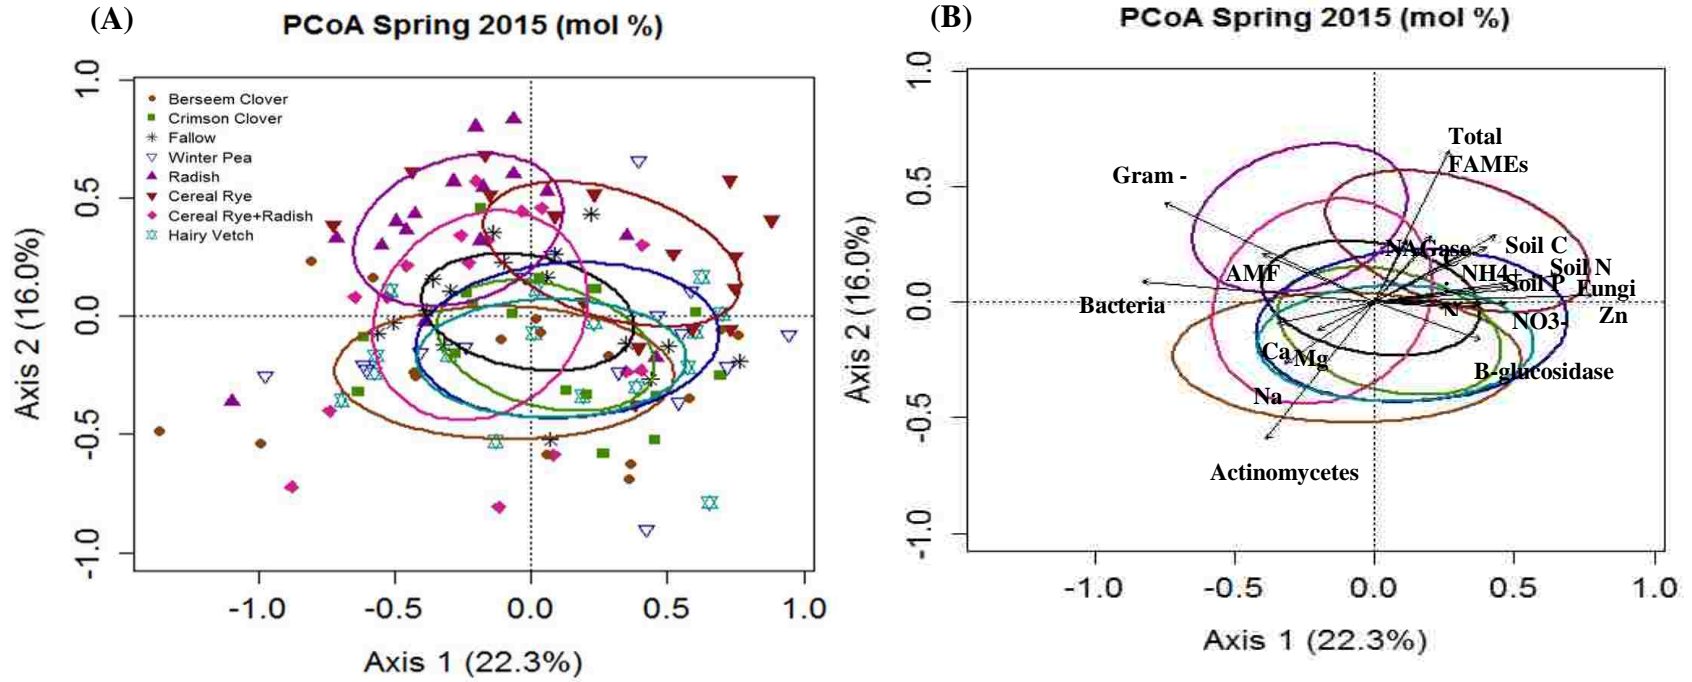 (A)
PCoA Spring 2015 (mol %)
1.0
0.5
0.0
-0.5
-1.0
Axis 2 (16.0%)
Berseem Clover
Crimson Clover
Fallow
Winter Pea
Radish
Cereal Rye
Cereal Rye+Radish
Hairy Vetch
-1.0 -0.5 0.0 0.5 1.0
Axis 1 (22.3%)
(B)
PCoA Spring 2015 (mol %)
1.0
0.5
0.0
-0.5
-1.0
Axis 2 (16.0%)
Total
FAMEs
Gram -
NAGase
Soil C
AMF
NH4+
Soil N
Soil P
Fungi
Bacteria
N
NO3-
Zn
Ca
Mg
B-glucosidase
Na
Actinomycetes
-1.0 -0.5 0.0 0.5 1.0
Axis 1 (22.3%)